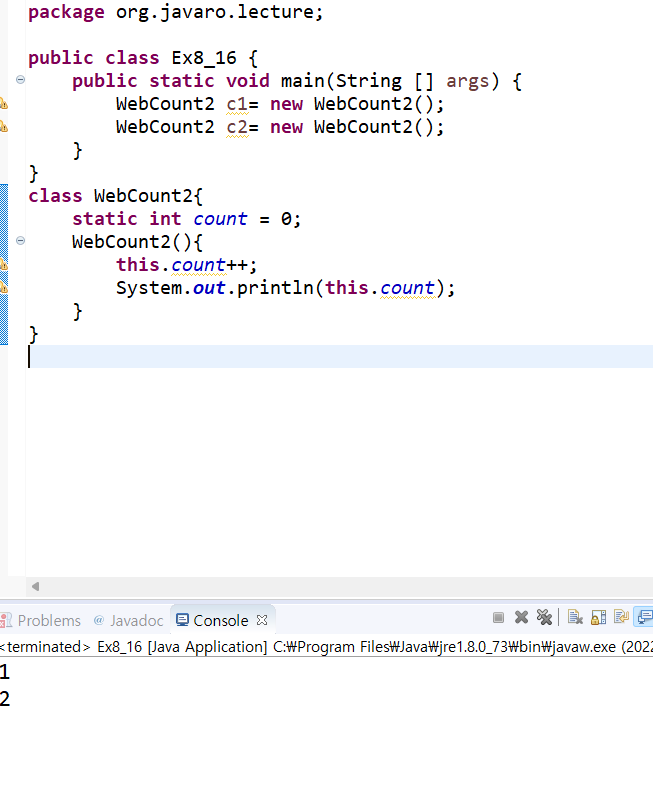 package org.javaro.lecture;
public class Ex8_16 {
public static void main(String [] args) {
WebCount2 c1= new WebCount2();
WebCount2 c2= new WebCount2();
}
}
class WebCount2{
static int count = 0;
WebCount2(){
this.count++;
System.out.println(this.count);
}
}
Problems @ Javadoc Console
<terminated> Ex8_16 [Java Application] C:₩Program Files₩Java₩jre1.8.0_73₩bin₩javaw.exe (2022
1
2